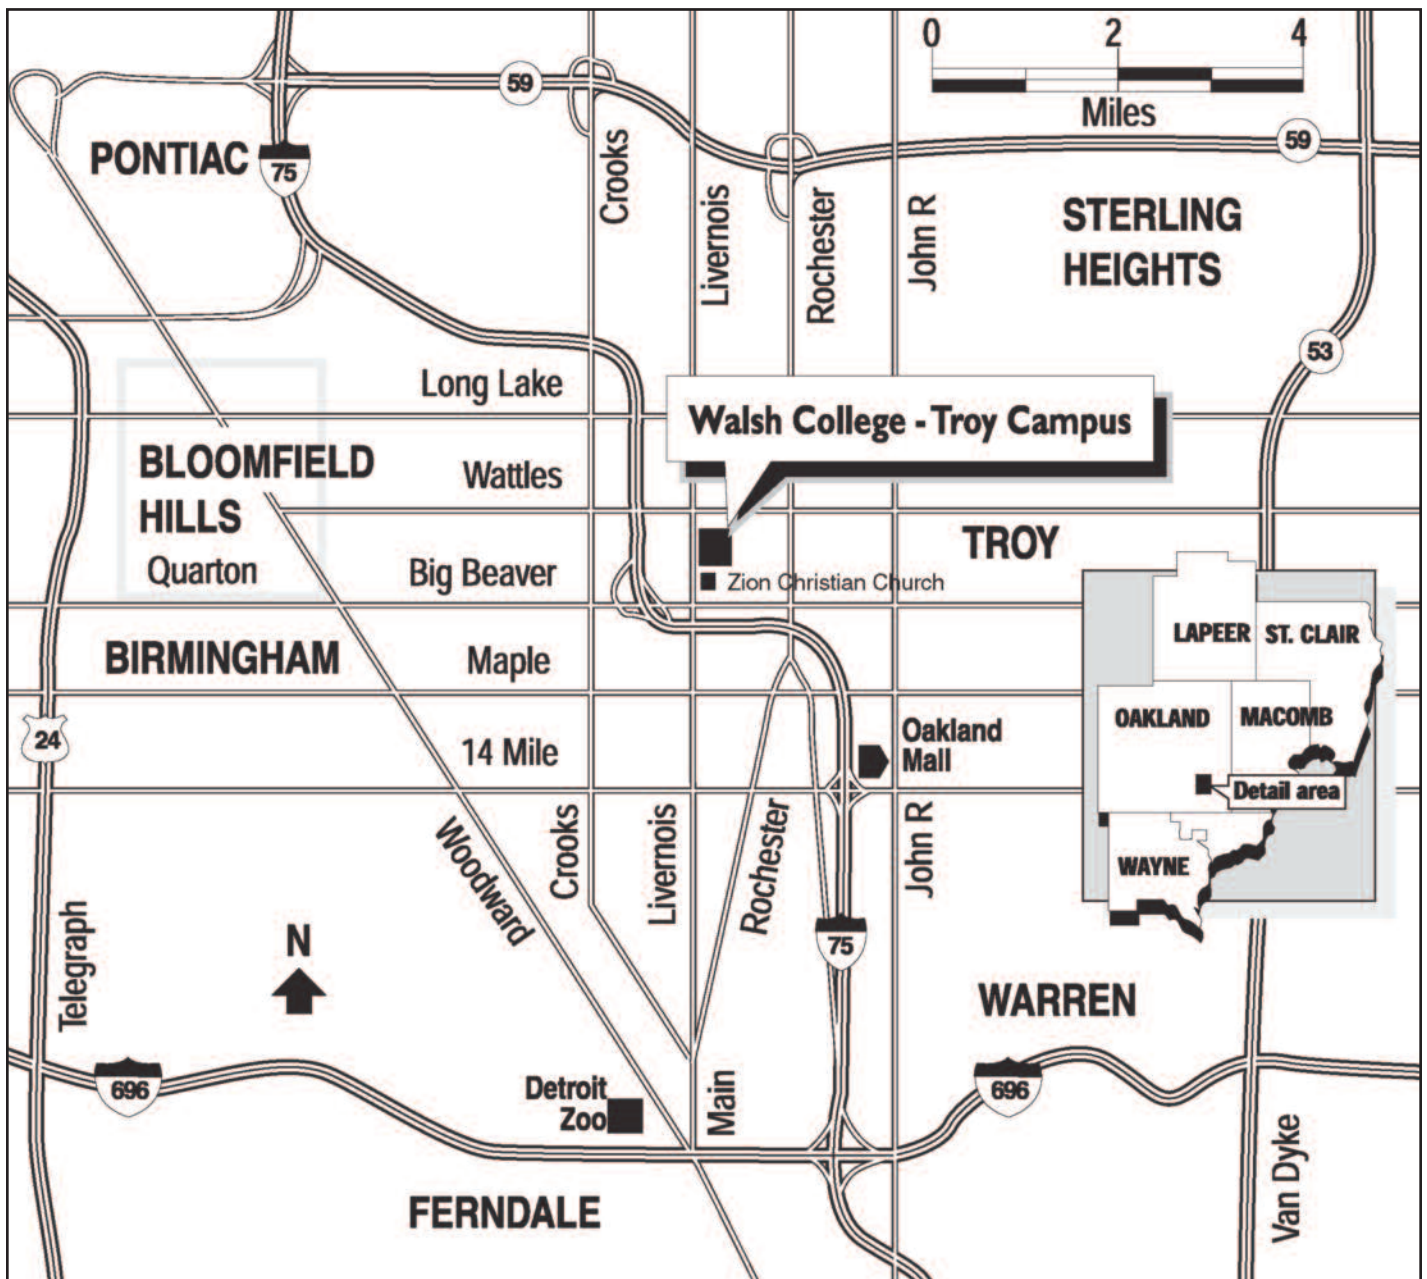 0 2 4
Miles
59
59
PONTIAC
75
Crooks
Livernois
Rochester
John R
STERLING
HEIGHTS
53
Long Lake
Walsh College - Troy Campus
BLOOMFIELD
HILLS
Wattles
TROY
Quarton
Big Beaver
Zion Christian Church
LAPEER
ST. CLAIR
BIRMINGHAM
Maple
OAKLAND
MACOMB
24
14 Mile
Oakland
Mall
Detail area
Woodward
Crooks
Livernois
Rochester
John R
WAYNE
Telegraph
N
75
WARREN
696
Detroit
Zoo
Main
696
Van Dyke
FERNDALE